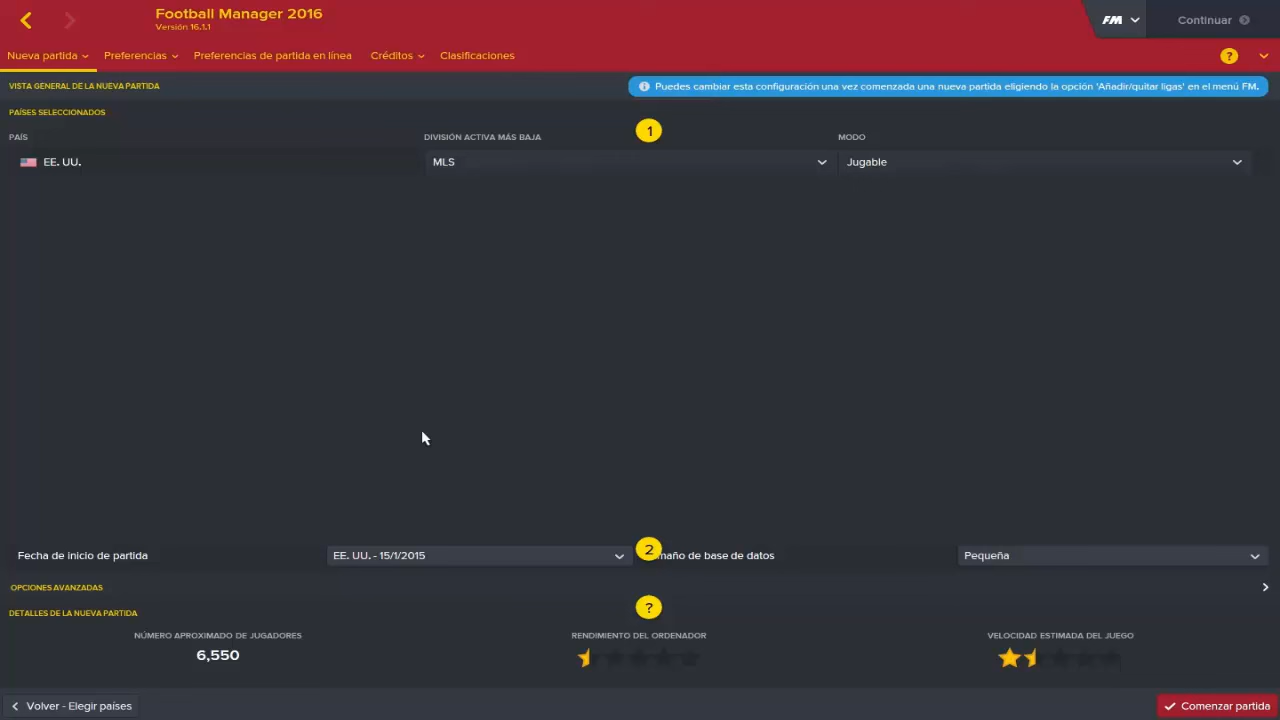 Football Manager 2016
Versión 16.1.1
FM
Continuar
Nueva partida
Preferencias
Preferencias de partida en línea
Créditos
Clasificaciones
?
VISTA GENERAL DE LA NUEVA PARTIDA
Puedes cambiar esta configuración una vez comenzada una nueva partida eligiendo la opción 'Añadir/quitar ligas' en el menú FM.
PAÍSES SELECCIONADOS
PAÍS
DIVISIÓN ACTIVA MÁS BAJA
1
MODO
EE. UU.
MLS
Jugable
Fecha de inicio de partida
EE. UU. - 15/1/2015
2
maño de base de datos
Pequeña
OPCIONES AVANZADAS
DETALLES DE LA NUEVA PARTIDA
?
NÚMERO APROXIMADO DE JUGADORES
RENDIMIENTO DEL ORDENADOR
VELOCIDAD ESTIMADA DEL JUEGO
6,550
Volver - Elegir países
Comenzar partida